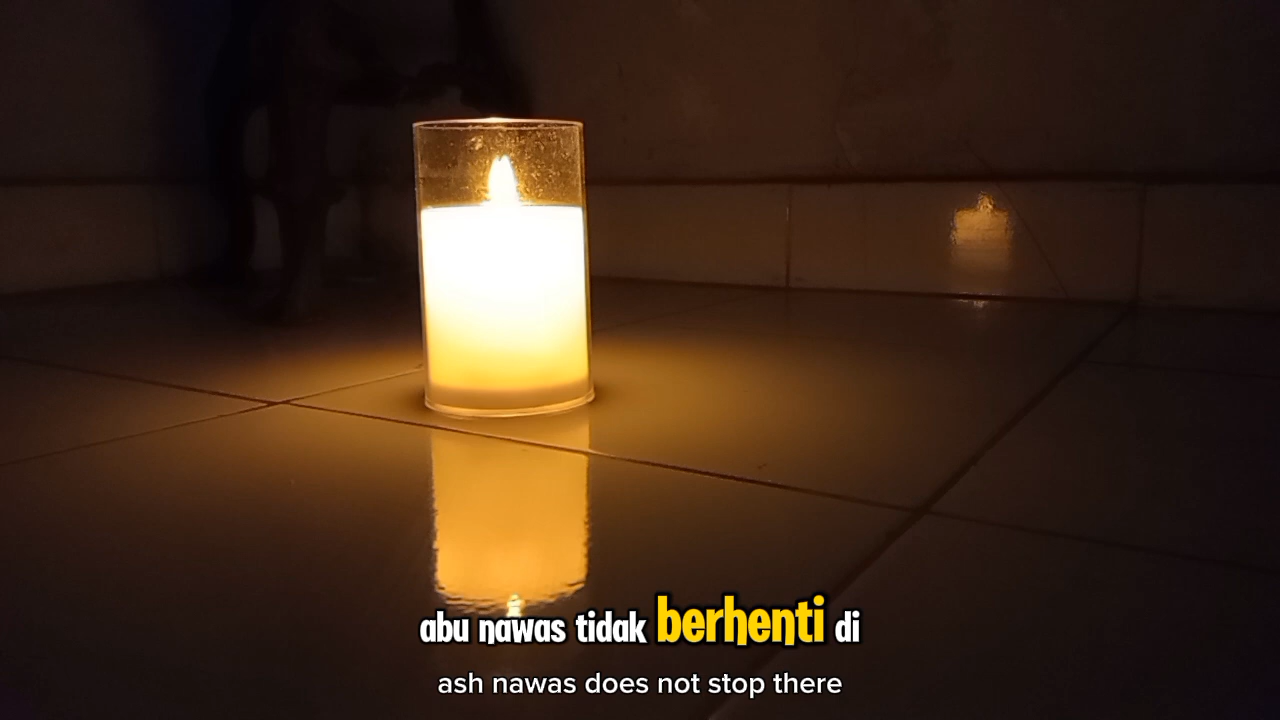 abu nawas tidak berhenti di
ash nawas does not stop there